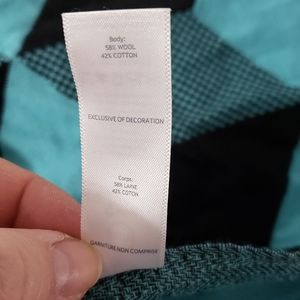 Body:
58% WOOL
42% COTTON
EXCLUSIVE OF DECORATION
Corps:
58% LAINE
42% COTON
GARNITURE NON COMPRISE